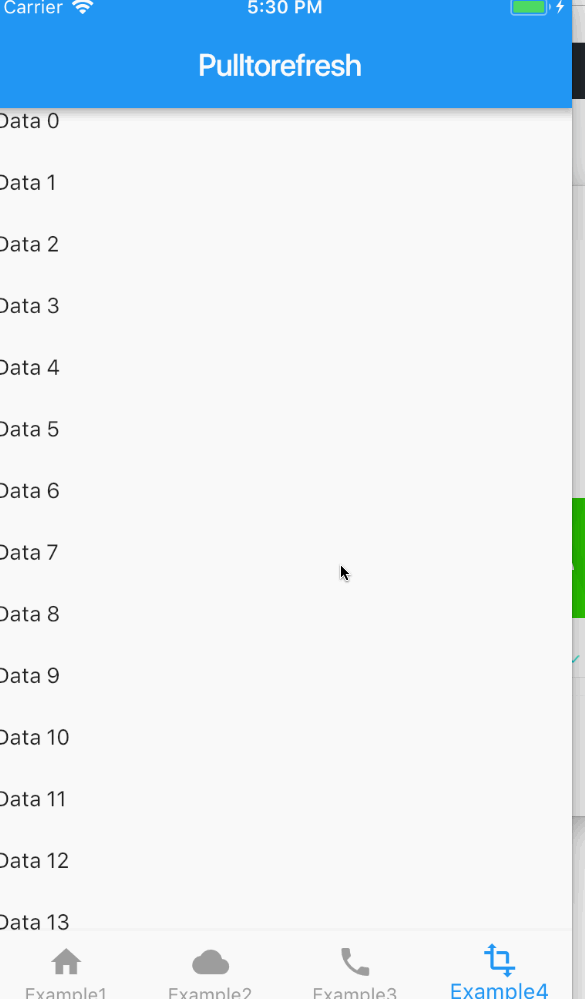 Carrier 5:30 PM
Pulltorefresh
Data 0
Data 1
Data 2
Data 3
Data 4
Data 5
Data 6
Data 7
Data 8
Data 9
Data 10
Data 11
Data 12
Data 13
Example1 Example2 Example3 Example4